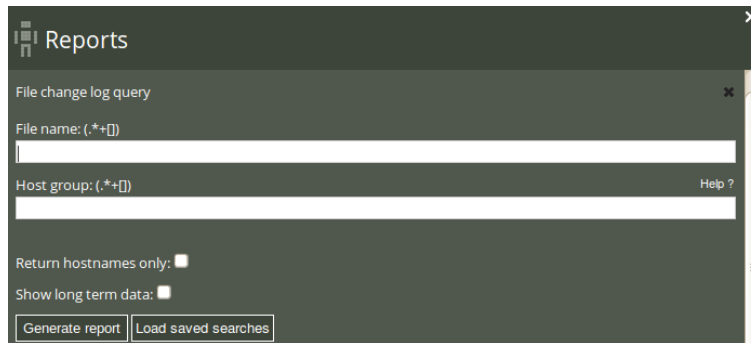 Reports
File change log query
File name: (.*+[])
Host group: (.*+[])
Help ?
Return hostnames only:
Show long term data:
Generate report
Load saved searches